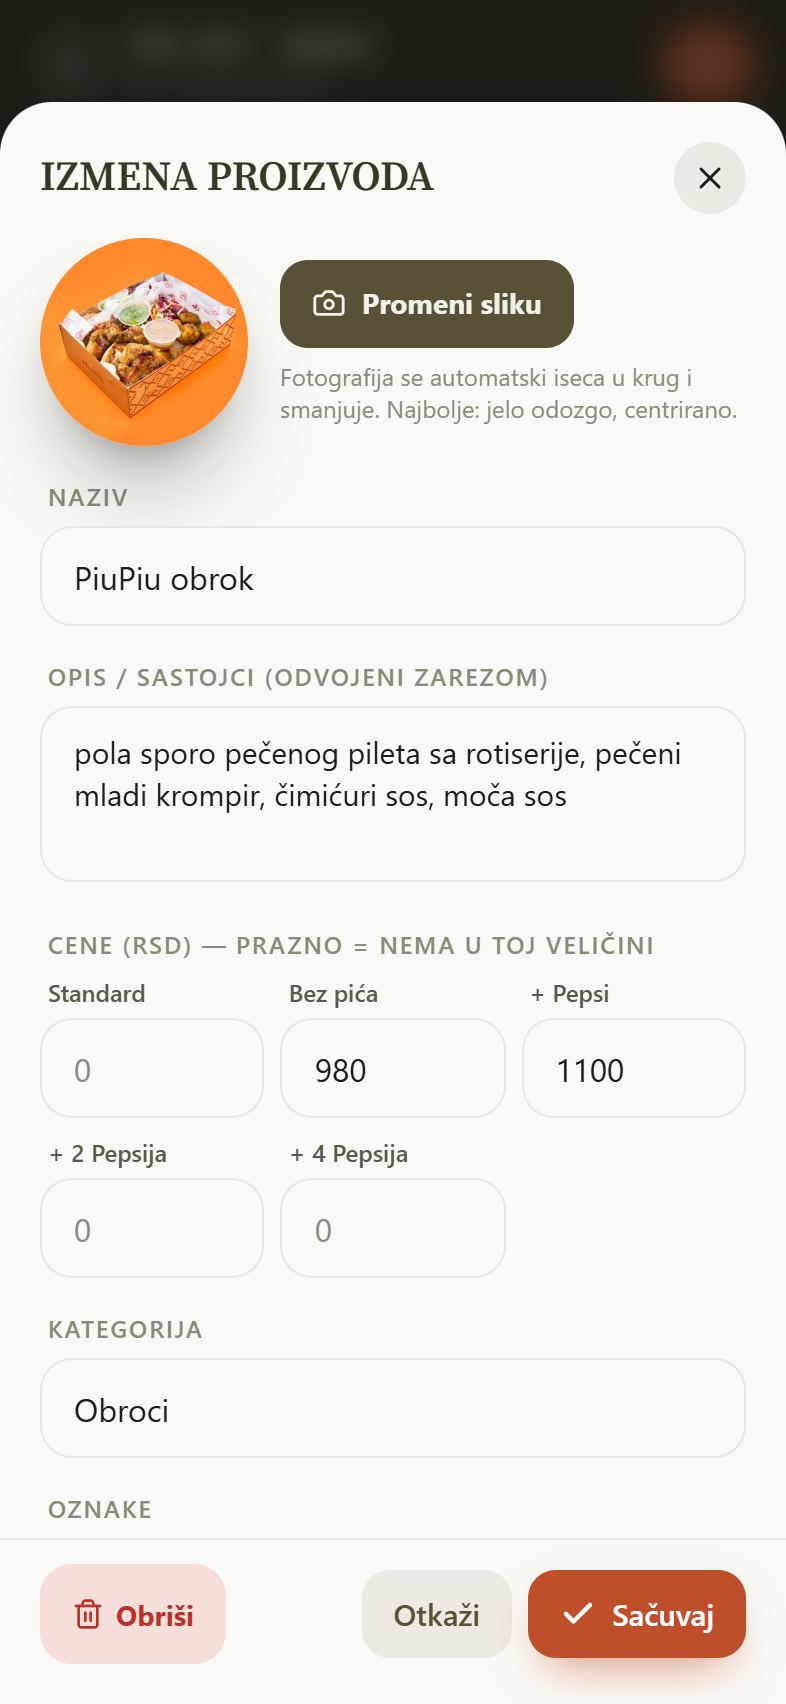 IZMENA PROIZVODA
Promeni sliku
Fotografija se automatski iseca u krug i
smanjuje. Najbolje: jelo odozgo, centrirano.
NAZIV
PiuPiu obrok
OPIS / SASTOJCI (ODVOJENI ZAREZOM)
pola sporo pečenog pileta sa rotiserije, pečeni
mladi krompir, čimićuri sos, moča sos
CENE (RSD) — PRAZNO = NEMA U TOJ VELIČINI
Standard
Bez pića
+ Pepsi
0
980
1100
+ 2 Pepsija
+ 4 Pepsija
0
0
KATEGORIJA
Obroci
OZNAKE
Obriši
Otkaži
Sačuvaj